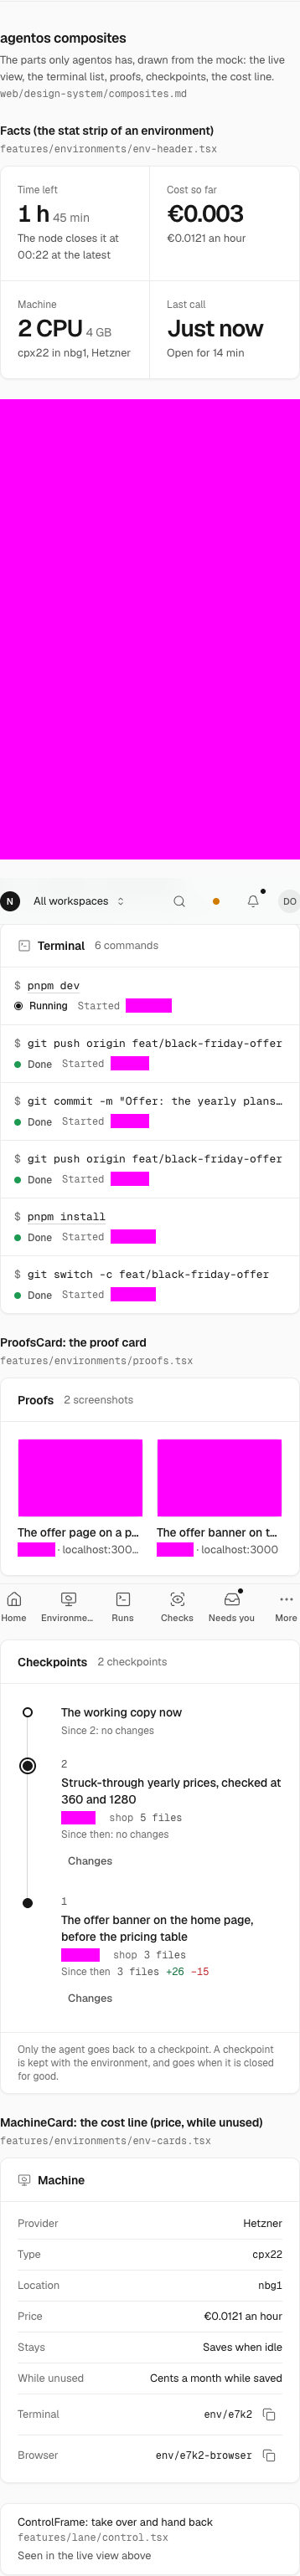 agentos composites
The parts only agentos has, drawn from the mock: the live
view, the terminal list, proofs, checkpoints, the cost line.
web/design-system/composites.md
Facts (the stat strip of an environment)
features/environments/env-header.tsx
Time left
1 h 45 min
The node closes it at
00:22 at the latest
Cost so far
€0.003
€0.0121 an hour
Machine
2 CPU 4 GB
cpx22 in nbg1, Hetzner
Last call
Just now
Open for 14 min
N All workspaces DO
Terminal 6 commands
$ pnpm dev
Running Started
$ git push origin feat/black-friday-offer
Done Started
$ git commit -m "Offer: the yearly plans…
Done Started
$ git push origin feat/black-friday-offer
Done Started
$ pnpm install
Done Started
$ git switch -c feat/black-friday-offer
Done Started
ProofsCard: the proof card
features/environments/proofs.tsx
Proofs 2 screenshots
The offer page on a p…
· localhost:300…
The offer banner on t…
· localhost:3000
Home Environme… Runs Checks Needs you More
Checkpoints 2 checkpoints
The working copy now
Since 2: no changes
2
Struck-through yearly prices, checked at
360 and 1280
shop 5 files
Since then: no changes
Changes
1
The offer banner on the home page,
before the pricing table
shop 3 files
Since then 3 files +26 −15
Changes
Only the agent goes back to a checkpoint. A checkpoint
is kept with the environment, and goes when it is closed
for good.
MachineCard: the cost line (price, while unused)
features/environments/env-cards.tsx
Machine
Provider Hetzner
Type cpx22
Location nbg1
Price €0.0121 an hour
Stays Saves when idle
While unused Cents a month while saved
Terminal env/e7k2
Browser env/e7k2-browser
ControlFrame: take over and hand back
features/lane/control.tsx
Seen in the live view above